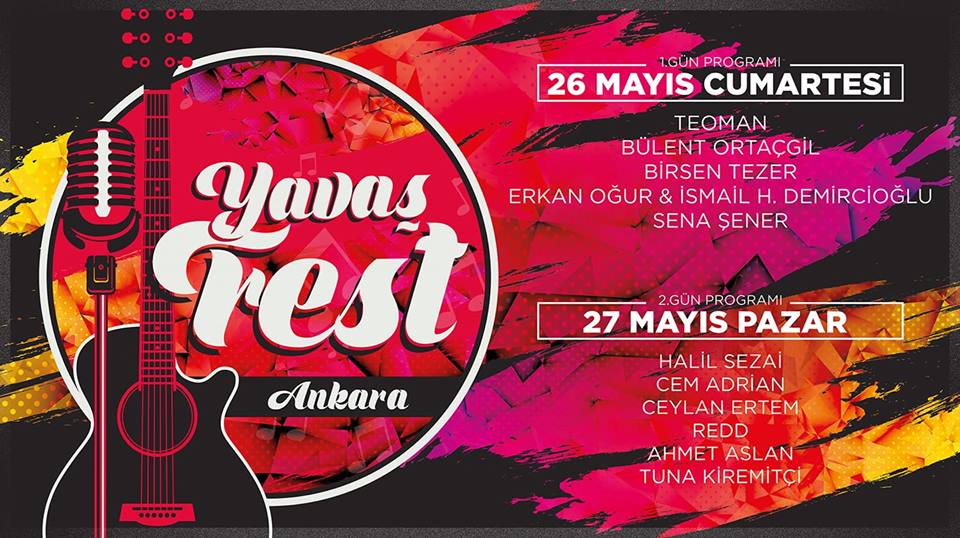 Yavaş
Fest
Ankara
1.GÜN PROGRAMI
26 MAYIS CUMARTESİ
TEOMAN
BÜLENT ORTAÇGİL
BİRSEN TEZER
ERKAN OĞUR & İSMAİL H. DEMİRCİOĞLU
SENA ŞENER
2.GÜN PROGRAMI
27 MAYIS PAZAR
HALİL SEZAİ
CEM ADRİAN
CEYLAN ERTEM
REDD
AHMET ASLAN
TUNA KİREMİTÇİ